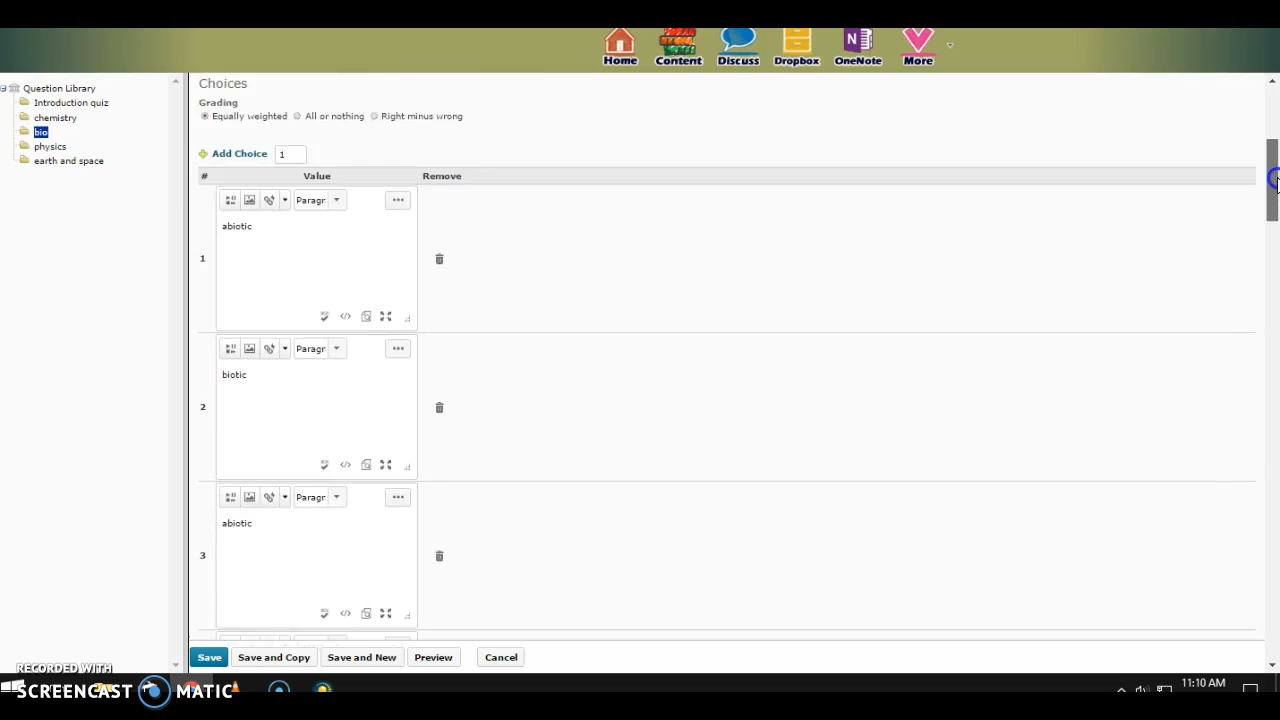 Home Content Discuss Dropbox OneNote More
Question Library
Introduction quiz
chemistry
bio
physics
earth and space
Choices
Grading
Equally weighted All or nothing Right minus wrong
Add Choice 1
# Value Remove
Paragr
abiotic
1
Paragr
biotic
2
Paragr
abiotic
3
Save Save and Copy Save and New Preview Cancel
RECORDED WITH
SCREENCAST MATIC
11:10 AM